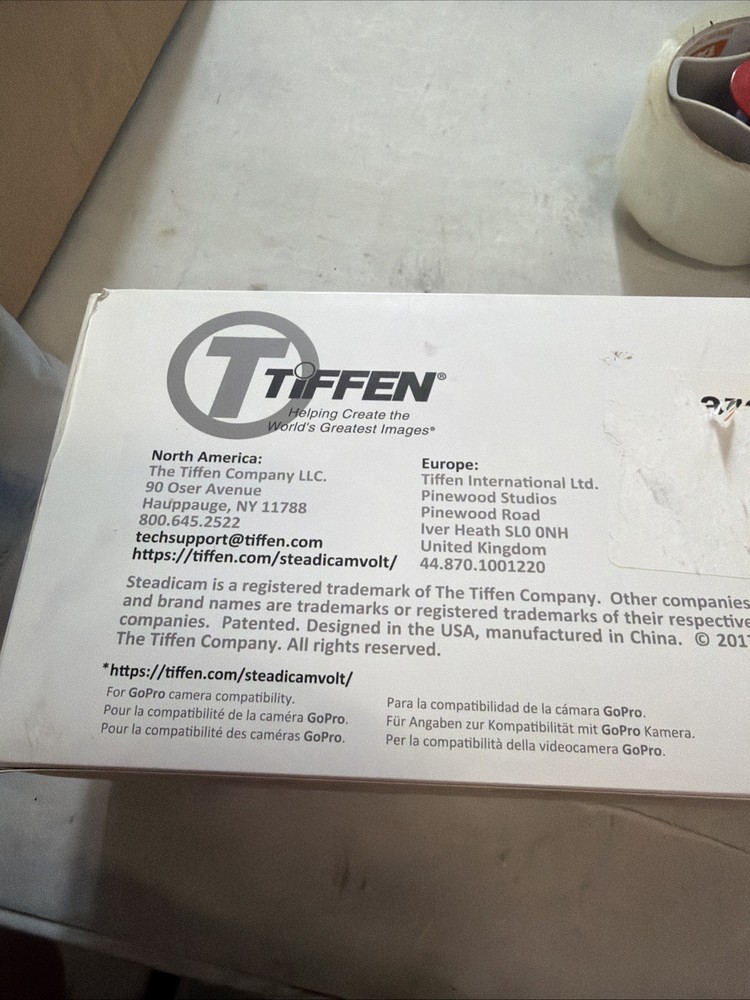 TIFFEN®
Helping Create the
World's Greatest Images®
North America:
The Tiffen Company LLC.
90 Oser Avenue
Hauppauge, NY 11788
800.645.2522
techsupport@tiffen.com
https://tiffen.com/steadicamvolt/
Europe:
Tiffen International Ltd.
Pinewood Studios
Pinewood Road
Iver Heath SL0 0NH
United Kingdom
44.870.1001220
Steadicam is a registered trademark of The Tiffen Company. Other companies
and brand names are trademarks or registered trademarks of their respective
companies. Patented. Designed in the USA, manufactured in China. ©
The Tiffen Company. All rights reserved.
*https://tiffen.com/steadicamvolt/
For GoPro camera compatibility.
Pour la compatibilité de la caméra GoPro.
Pour la compatibilité des caméras GoPro.
Para la compatibilidad de la cámara GoPro.
Für Angaben zur Kompatibilität mit GoPro Kamera.
Per la compatibilità della videocamera GoPro.